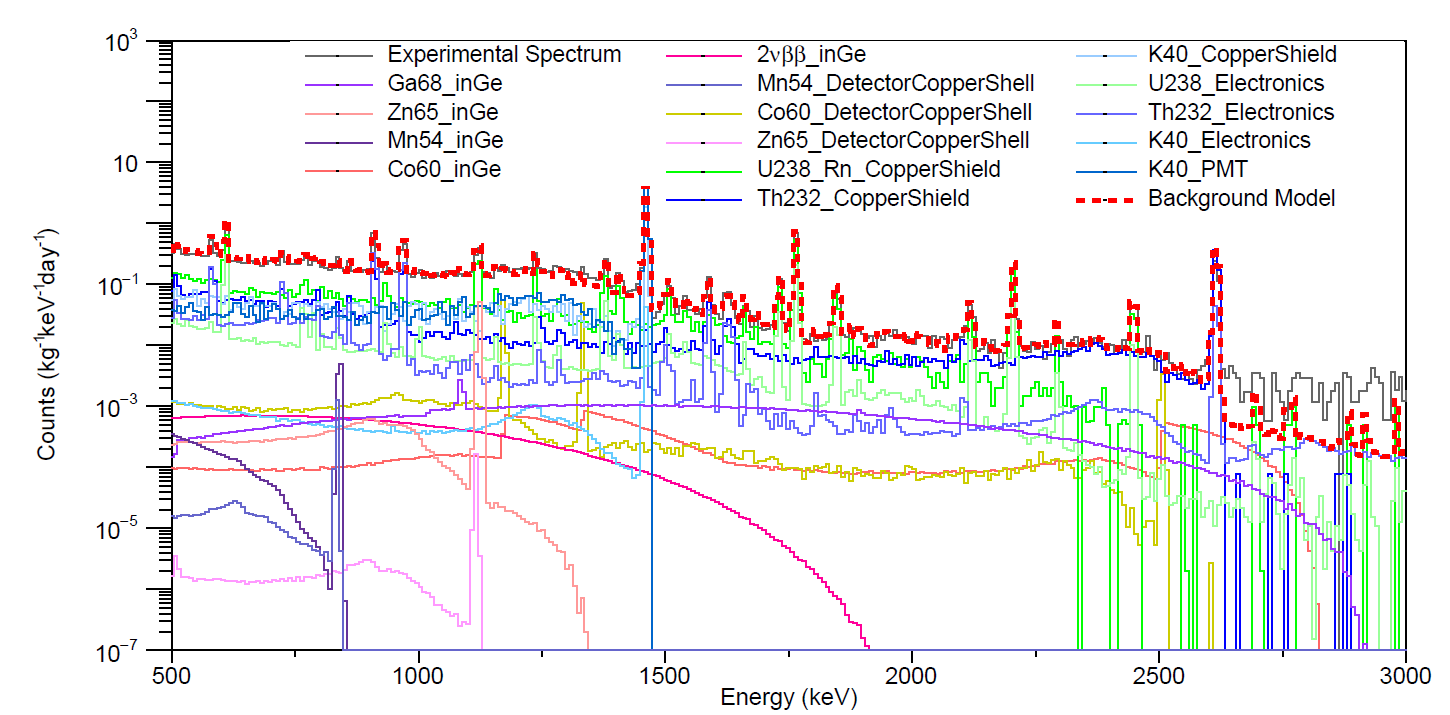 10³
10
10⁻¹
10⁻³
10⁻⁵
10⁻⁷
Counts (kg⁻¹keV⁻¹day⁻¹)
Experimental Spectrum
Ga68_inGe
Zn65_inGe
Mn54_inGe
Co60_inGe
2νββ_inGe
Mn54_DetectorCopperShell
Co60_DetectorCopperShell
Zn65_DetectorCopperShell
U238_Rn_CopperShield
Th232_CopperShield
K40_CopperShield
U238_Electronics
Th232_Electronics
K40_Electronics
K40_PMT
Background Model
500 1000 1500 2000 2500 3000
Energy (keV)